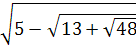 √(5 − √(13 + √48))